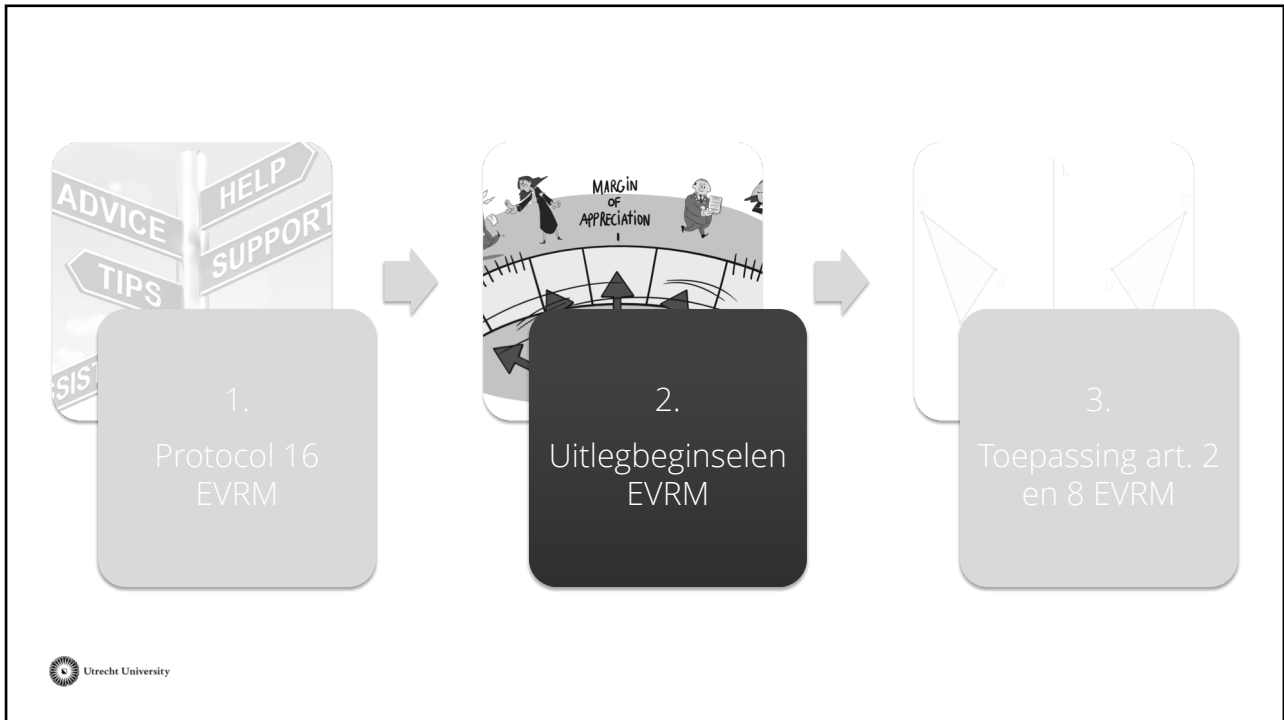 ADVICE
HELP
SUPPORT
TIPS
SIST
1.
Protocol 16
EVRM
MARGIN
OF
APPRECIATION
2.
Uitlegbeginselen
EVRM
L
3.
Toepassing art. 2
en 8 EVRM
Utrecht University